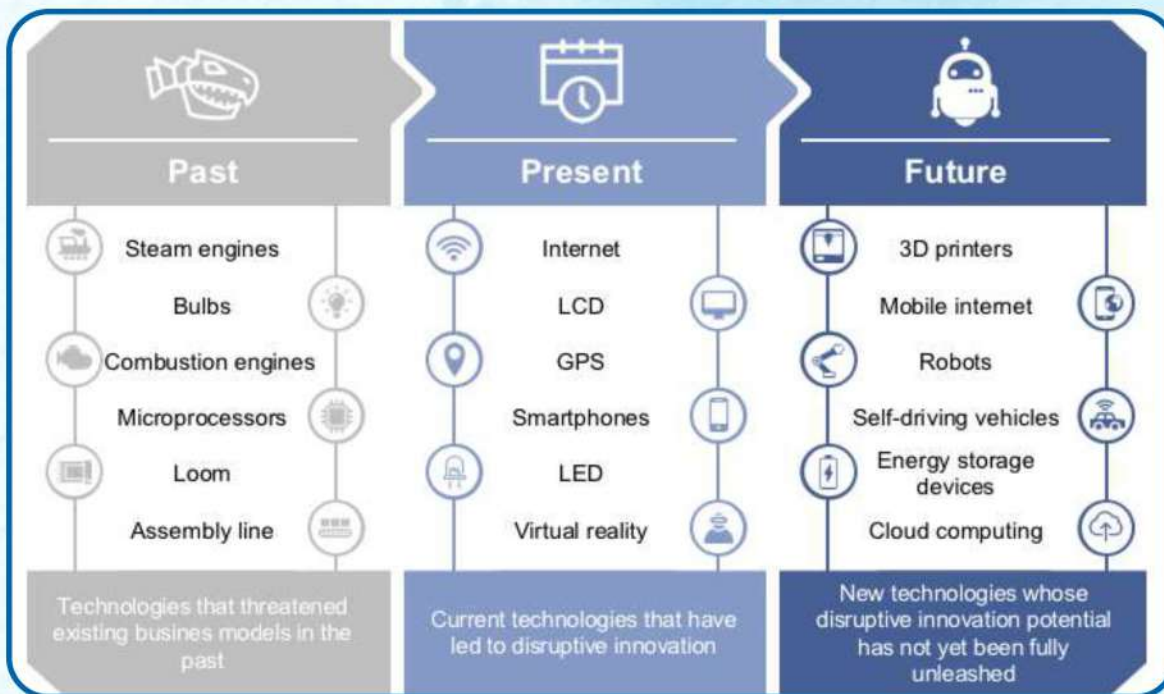 Past
Steam engines
Bulbs
Combustion engines
Microprocessors
Loom
Assembly line
Technologies that threatened
existing busines models in the
past
Present
Internet
LCD
GPS
Smartphones
LED
Virtual reality
Current technologies that have
led to disruptive innovation
Future
3D printers
Mobile internet
Robots
Self-driving vehicles
Energy storage
devices
Cloud computing
New technologies whose
disruptive innovation potential
has not yet been fully
unleashed